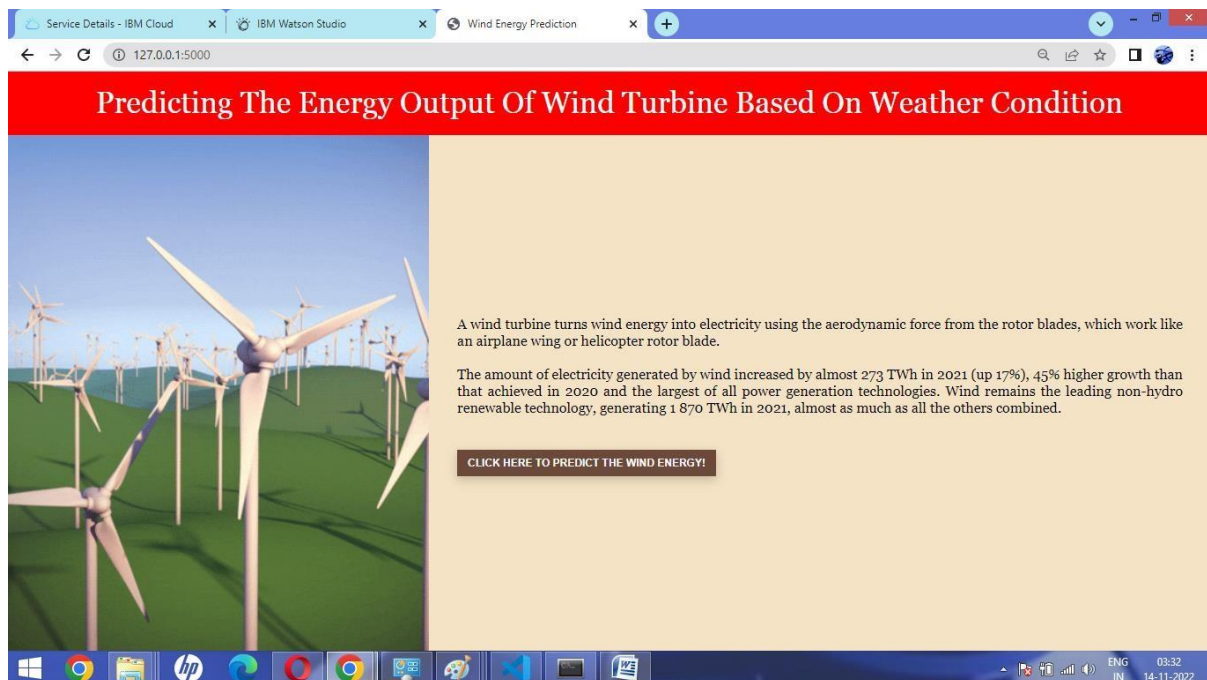 Service Details - IBM Cloud
IBM Watson Studio
Wind Energy Prediction
127.0.0.1:5000
Predicting The Energy Output Of Wind Turbine Based On Weather Condition
A wind turbine turns wind energy into electricity using the aerodynamic force from the rotor blades, which work like
an airplane wing or helicopter rotor blade.
The amount of electricity generated by wind increased by almost 273 TWh in 2021 (up 17%), 45% higher growth than
that achieved in 2020 and the largest of all power generation technologies. Wind remains the leading non-hydro
renewable technology, generating 1 870 TWh in 2021, almost as much as all the others combined.
CLICK HERE TO PREDICT THE WIND ENERGY!
hp
ENG 03:32
IN 14-11-2022